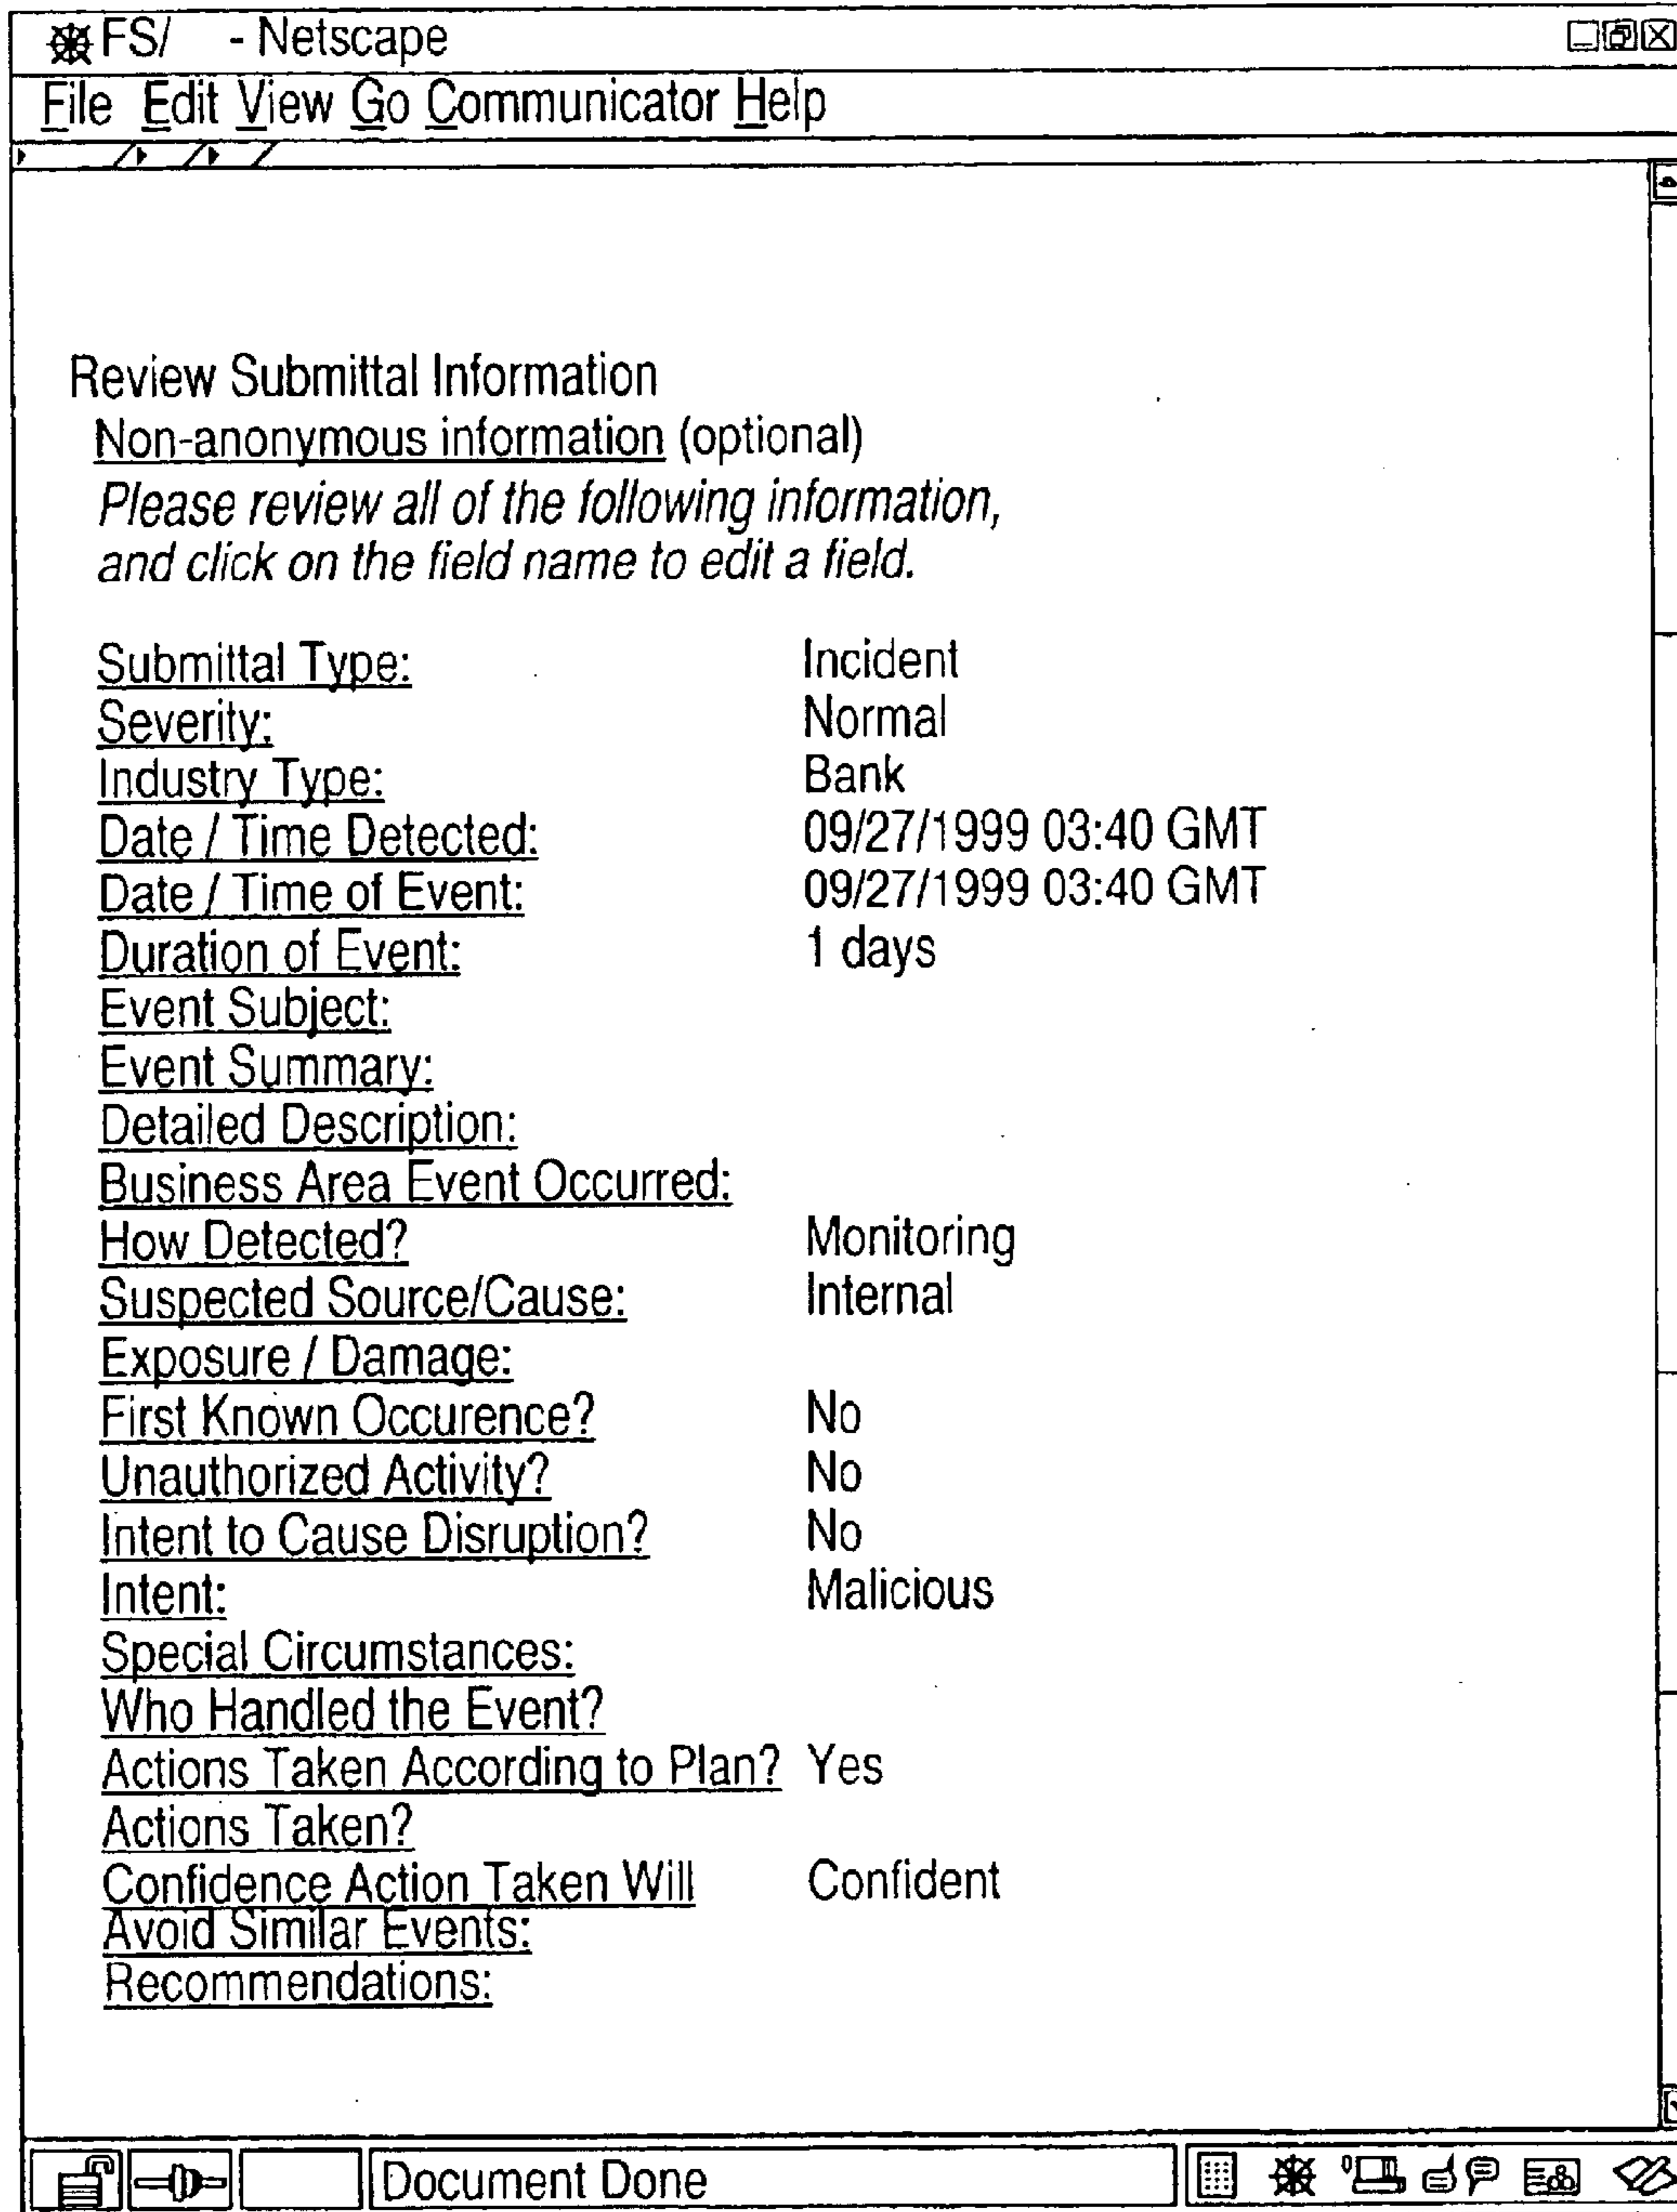 FS/ - Netscape
File Edit View Go Communicator Help
Review Submittal Information
Non-anonymous information (optional)
Please review all of the following information,
and click on the field name to edit a field.
Submittal Type: Incident
Severity: Normal
Industry Type: Bank
Date / Time Detected: 09/27/1999 03:40 GMT
Date / Time of Event: 09/27/1999 03:40 GMT
Duration of Event: 1 days
Event Subject:
Event Summary:
Detailed Description:
Business Area Event Occurred:
How Detected? Monitoring
Suspected Source/Cause: Internal
Exposure / Damage:
First Known Occurence? No
Unauthorized Activity? No
Intent to Cause Disruption? No
Intent: Malicious
Special Circumstances:
Who Handled the Event?
Actions Taken According to Plan? Yes
Actions Taken?
Confidence Action Taken Will Confident
Avoid Similar Events:
Recommendations:
Document Done